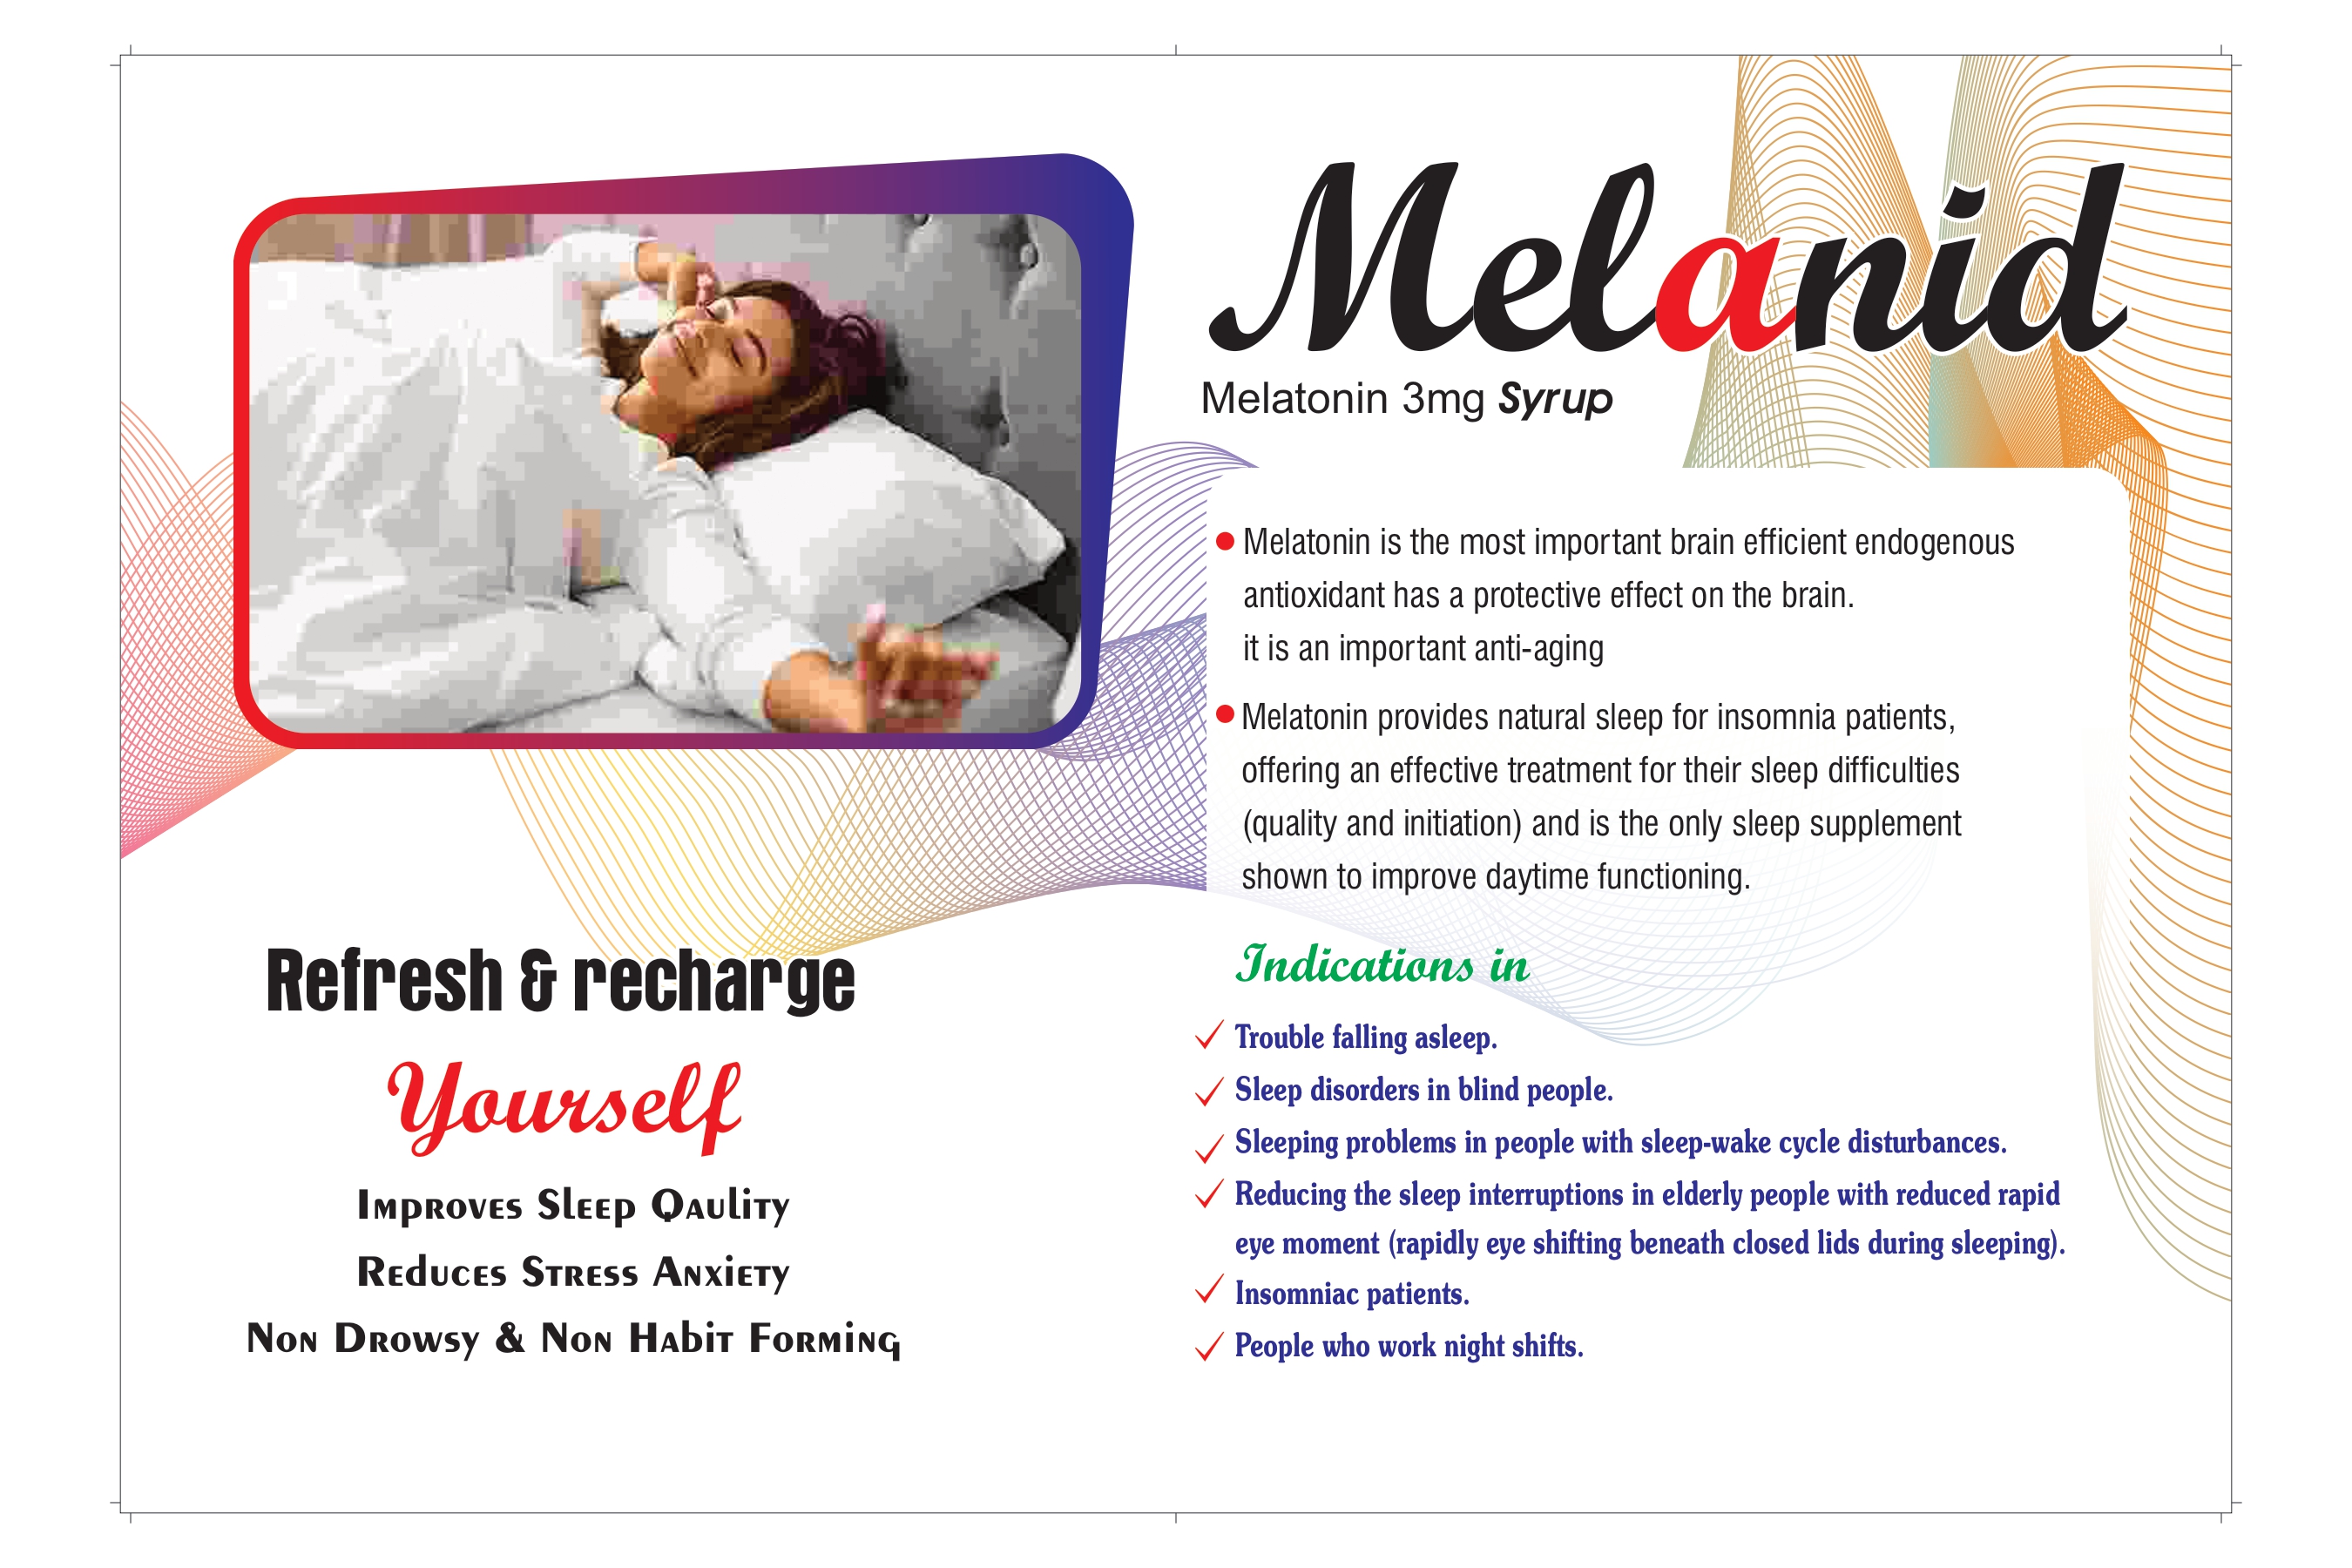 Melanid
Melatonin 3mg Syrup
Melatonin is the most important brain efficient endogenous
antioxidant has a protective effect on the brain.
it is an important anti-aging
Melatonin provides natural sleep for insomnia patients,
offering an effective treatment for their sleep difficulties
(quality and initiation) and is the only sleep supplement
shown to improve daytime functioning.
Refresh & recharge
Yourself
Improves Sleep Qaulity
Reduces Stress Anxiety
Non Drowsy & Non Habit Forming
Indications in
Trouble falling asleep.
Sleep disorders in blind people.
Sleeping problems in people with sleep-wake cycle disturbances.
Reducing the sleep interruptions in elderly people with reduced rapid
eye moment (rapidly eye shifting beneath closed lids during sleeping).
Insomniac patients.
People who work night shifts.